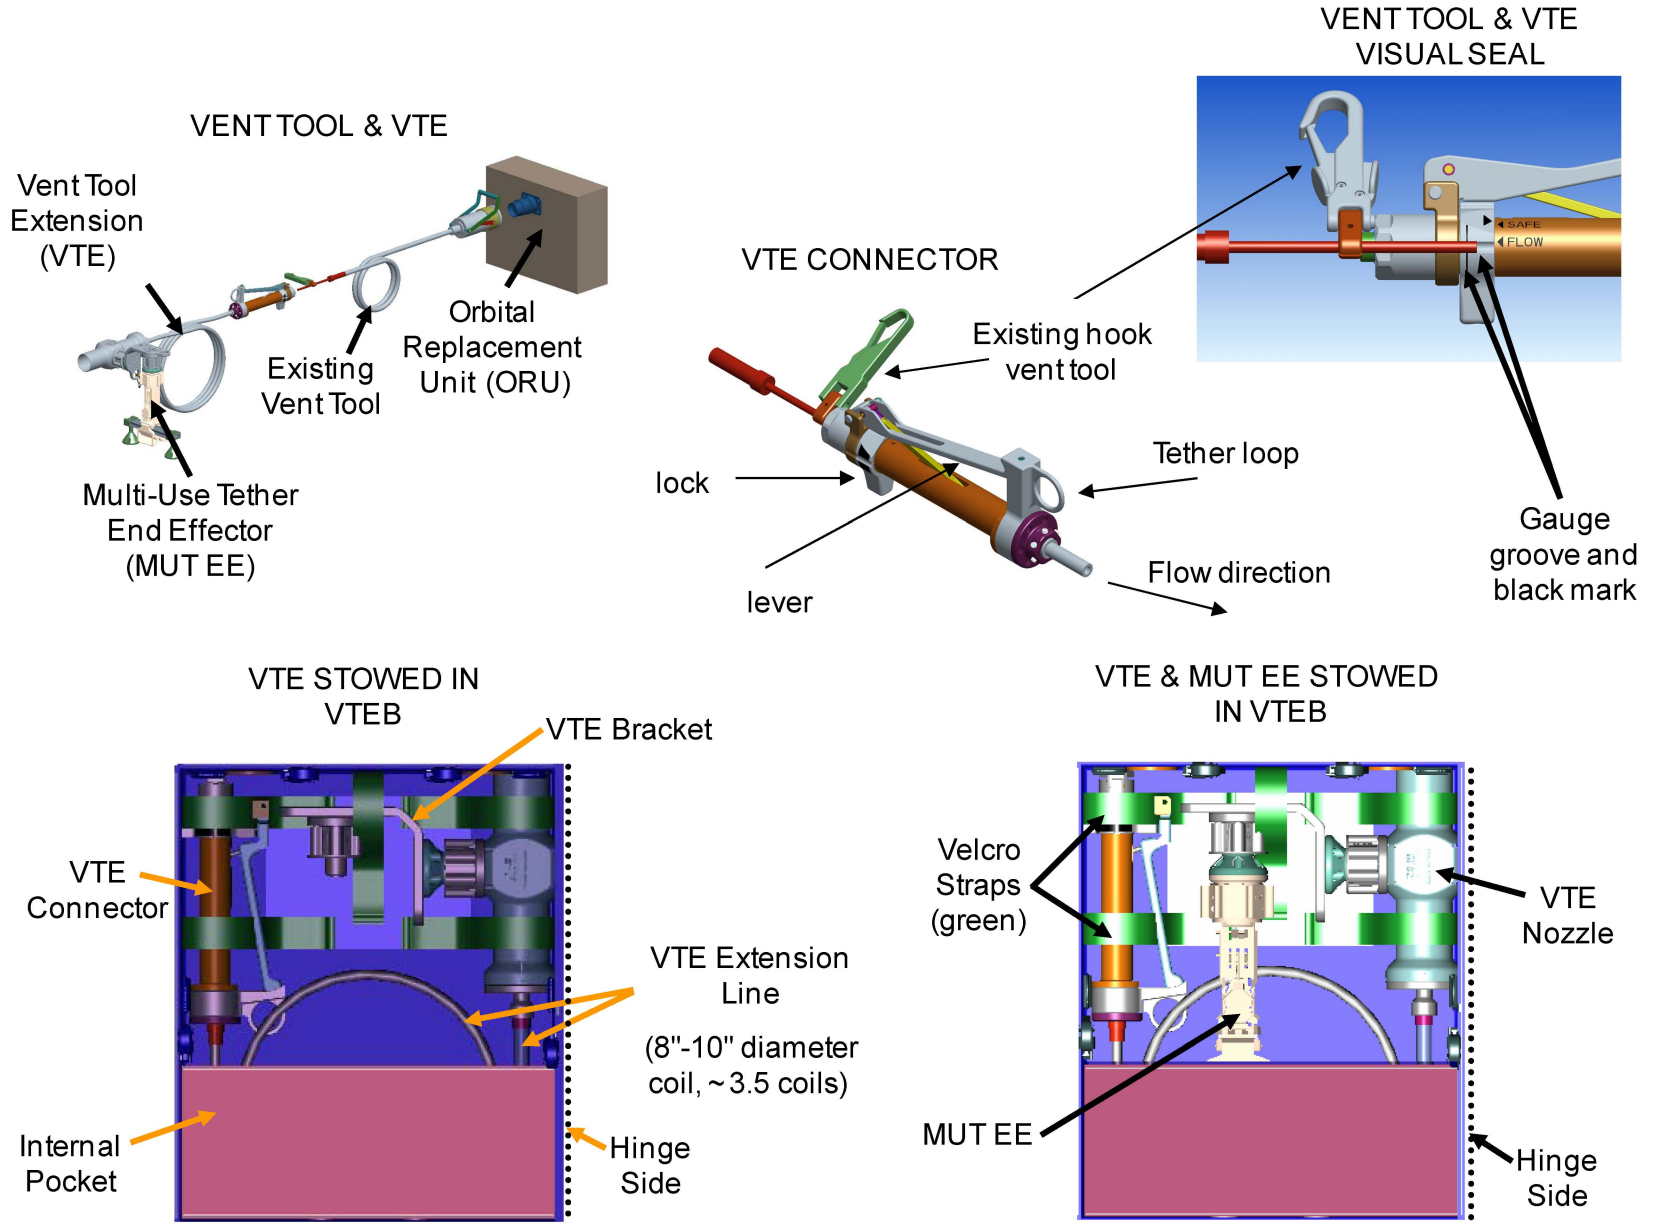 VENT TOOL & VTE
VISUAL SEAL
VENT TOOL & VTE
Vent Tool
Extension
(VTE)
SAFE
FLOW
VTE CONNECTOR
Orbital
Replacement
Unit (ORU)
Existing
Vent Tool
Existing hook
vent tool
Multi-Use Tether
End Effector
(MUT EE)
lock
lever
Tether loop
Flow direction
Gauge
groove and
black mark
VTE STOWED IN
VTEB
VTE Bracket
VTE
Connector
VTE Extension
Line
(8"-10" diameter
coil, ~ 3.5 coils)
Internal
Pocket
Hinge
Side
VTE & MUT EE STOWED
IN VTEB
Velcro
Straps
(green)
VTE
Nozzle
MUT EE
Hinge
Side